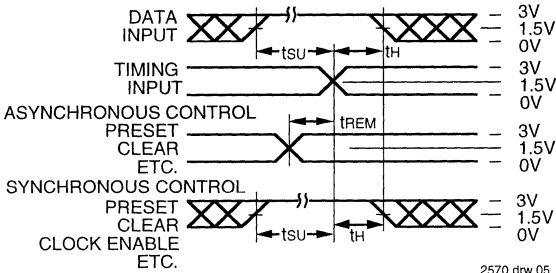 DATA
INPUT
3V
1.5V
0V
tSU
tH
TIMING
INPUT
3V
1.5V
0V
ASYNCHRONOUS CONTROL
PRESET
CLEAR
ETC.
tREM
3V
1.5V
0V
SYNCHRONOUS CONTROL
PRESET
CLEAR
CLOCK ENABLE
ETC.
tSU
tH
3V
1.5V
0V
2570 drw 05